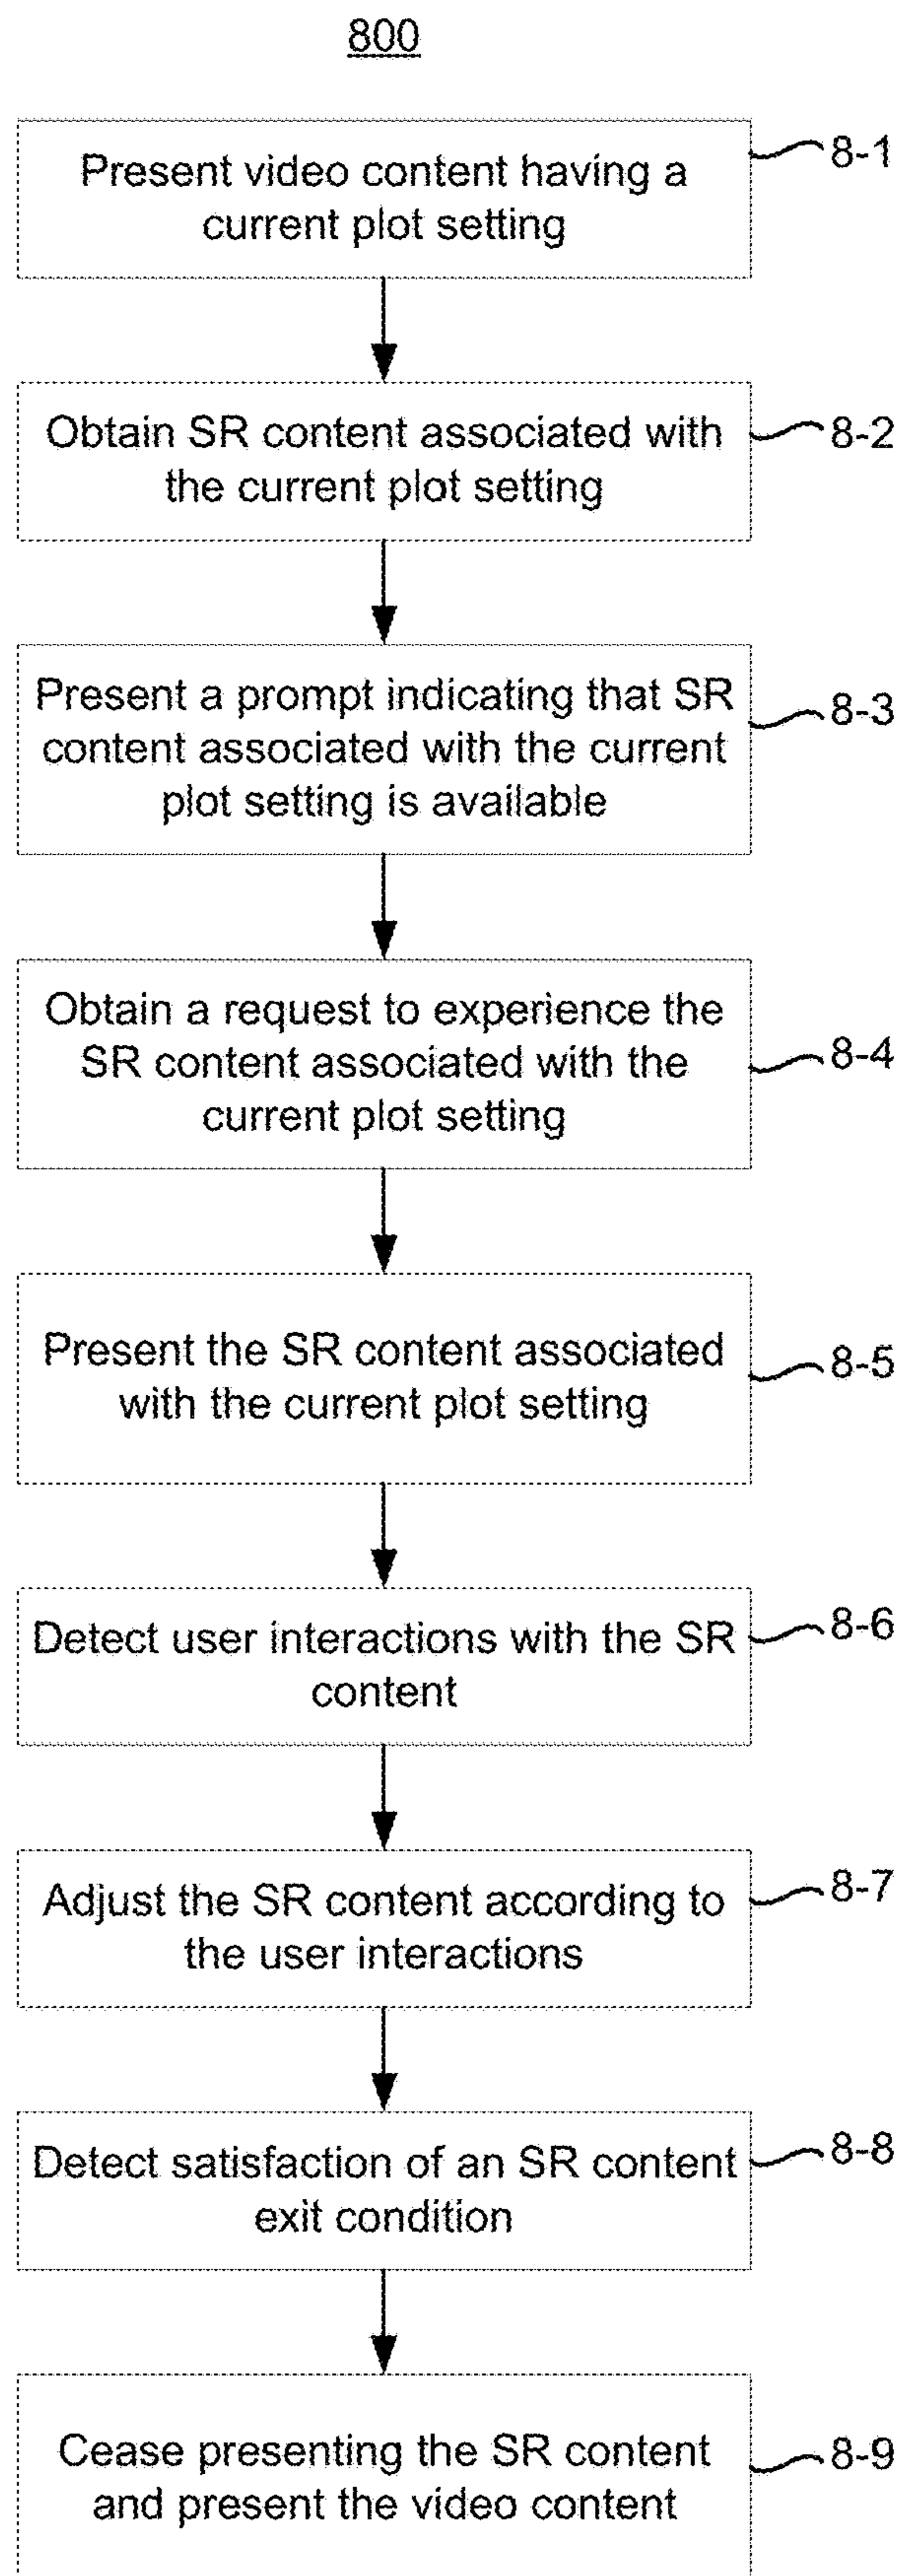 800
Present video content having a
current plot setting
8-1
Obtain SR content associated with
the current plot setting
8-2
Present a prompt indicating that SR
content associated with the current
plot setting is available
8-3
Obtain a request to experience the
SR content associated with the
current plot setting
8-4
Present the SR content associated
with the current plot setting
8-5
Detect user interactions with the SR
content
8-6
Adjust the SR content according to
the user interactions
8-7
Detect satisfaction of an SR content
exit condition
8-8
Cease presenting the SR content
and present the video content
8-9